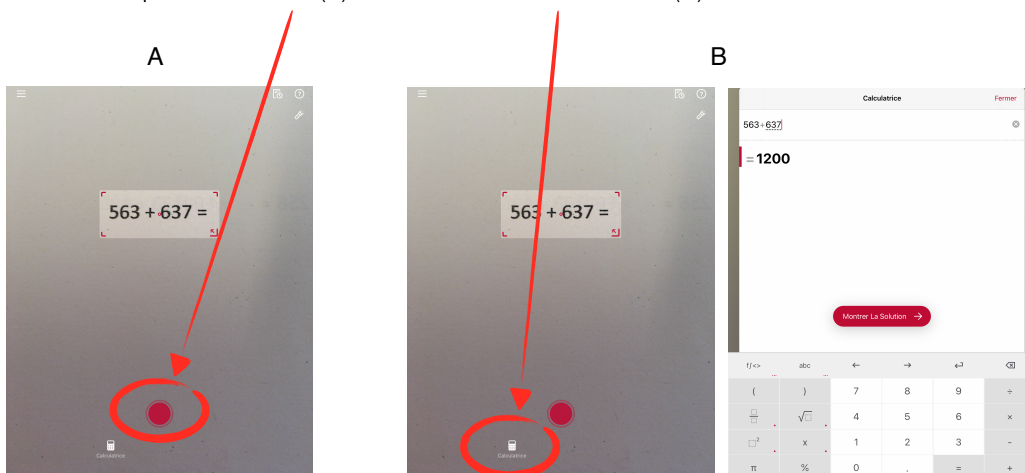 (
A
B
563 + 637 =
Calculatrice
563 + 637 =
Calculatrice
Calculatrice
Fermer
563+637
= 1200
Montrer La Solution →
f∫<>
abc
←
→
( ) 7 8 9 ÷
√ 4 5 6 ×
□² x 1 2 3 -
π % 0 , = +